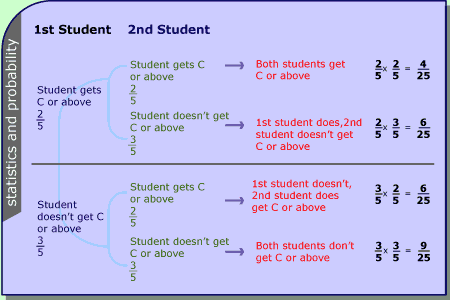 statistics and probability
1st Student 2nd Student
Student gets
C or above
2
5
Student gets C
or above
2
5
Both students get
C or above
2/5 x 2/5 = 4/25
Student doesn't get
C or above
3
5
1st student does,2nd
student doesn't get
C or above
2/5 x 3/5 = 6/25
Student
doesn't get C
or above
3
5
Student gets C
or above
2
5
1st student doesn't,
2nd student does
get C or above
3/5 x 2/5 = 6/25
Student doesn't get
C or above
3
5
Both students don't
get C or above
3/5 x 3/5 = 9/25